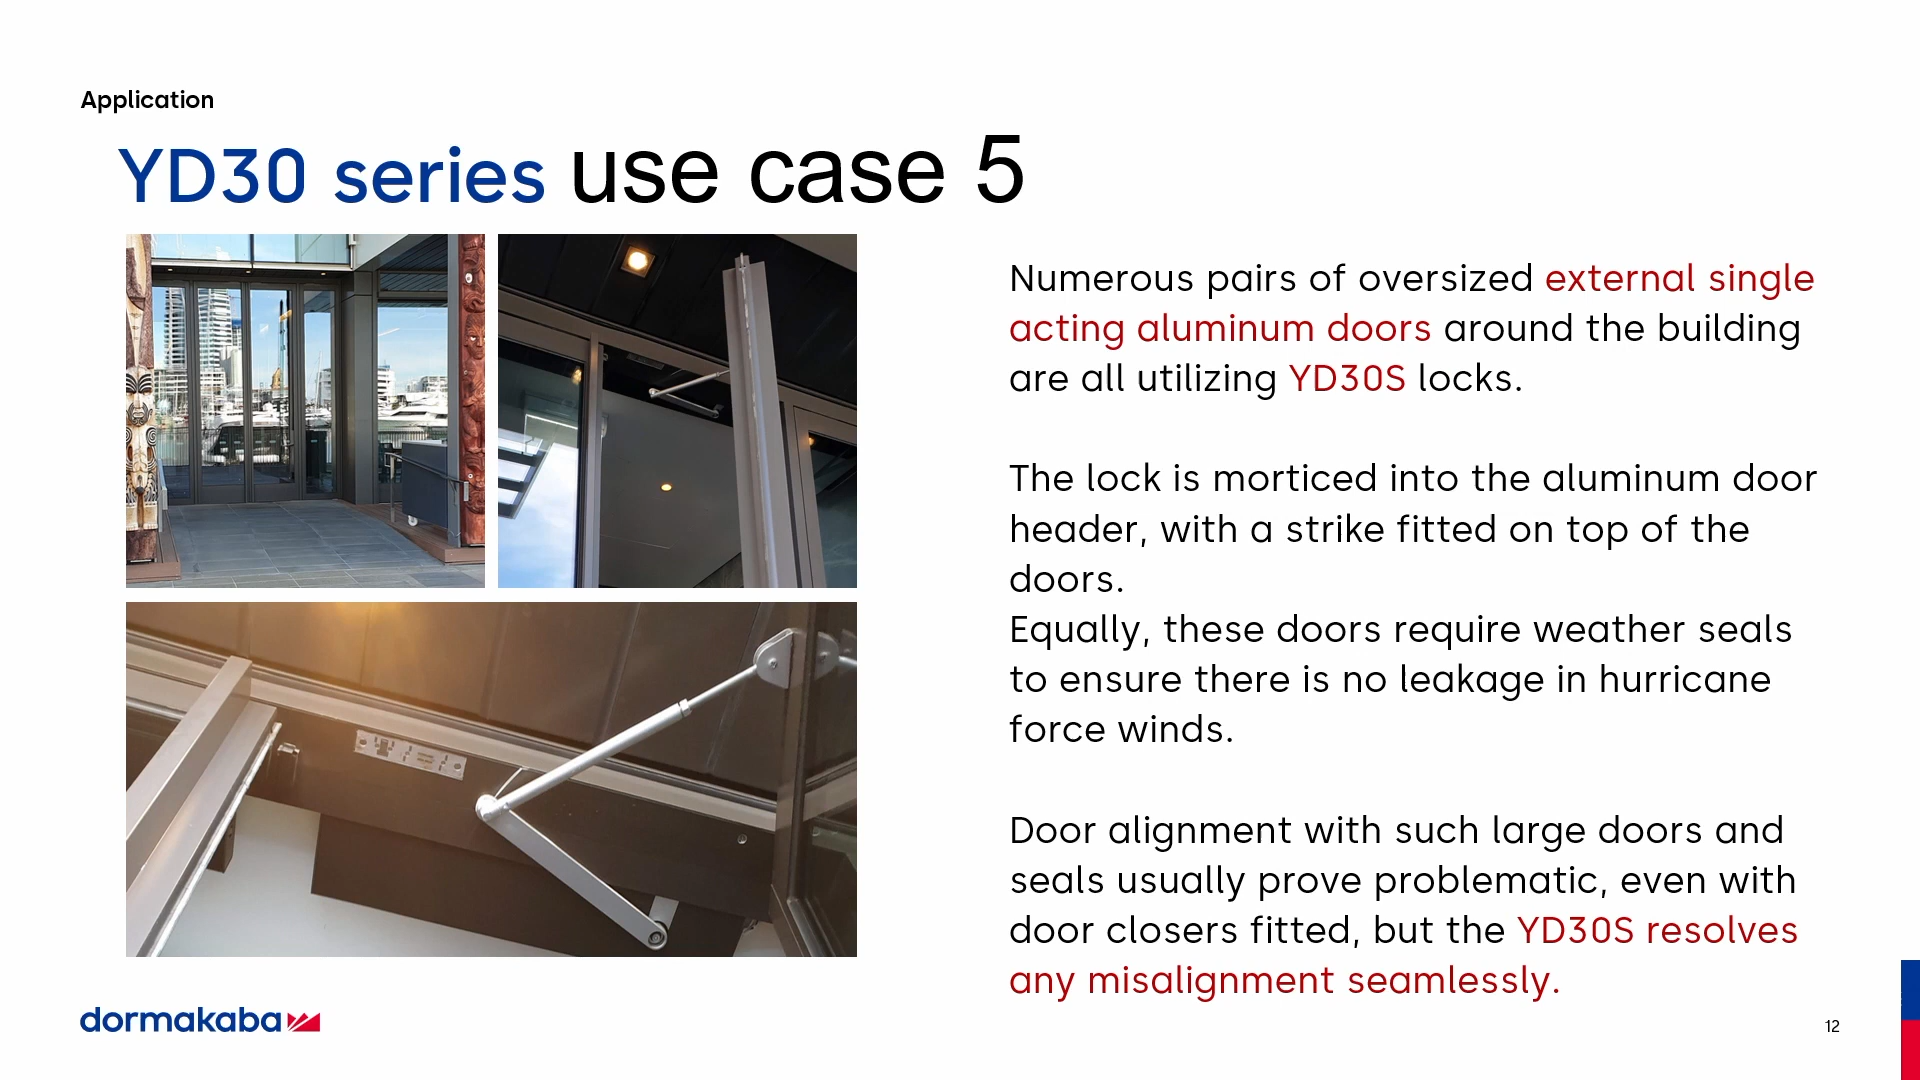 Application
YD30 series use case 5
Numerous pairs of oversized external single
acting aluminum doors around the building
are all utilizing YD30S locks.
The lock is morticed into the aluminum door
header, with a strike fitted on top of the
doors.
Equally, these doors require weather seals
to ensure there is no leakage in hurricane
force winds.
Door alignment with such large doors and
seals usually prove problematic, even with
door closers fitted, but the YD30S resolves
any misalignment seamlessly.
dormakaba
12